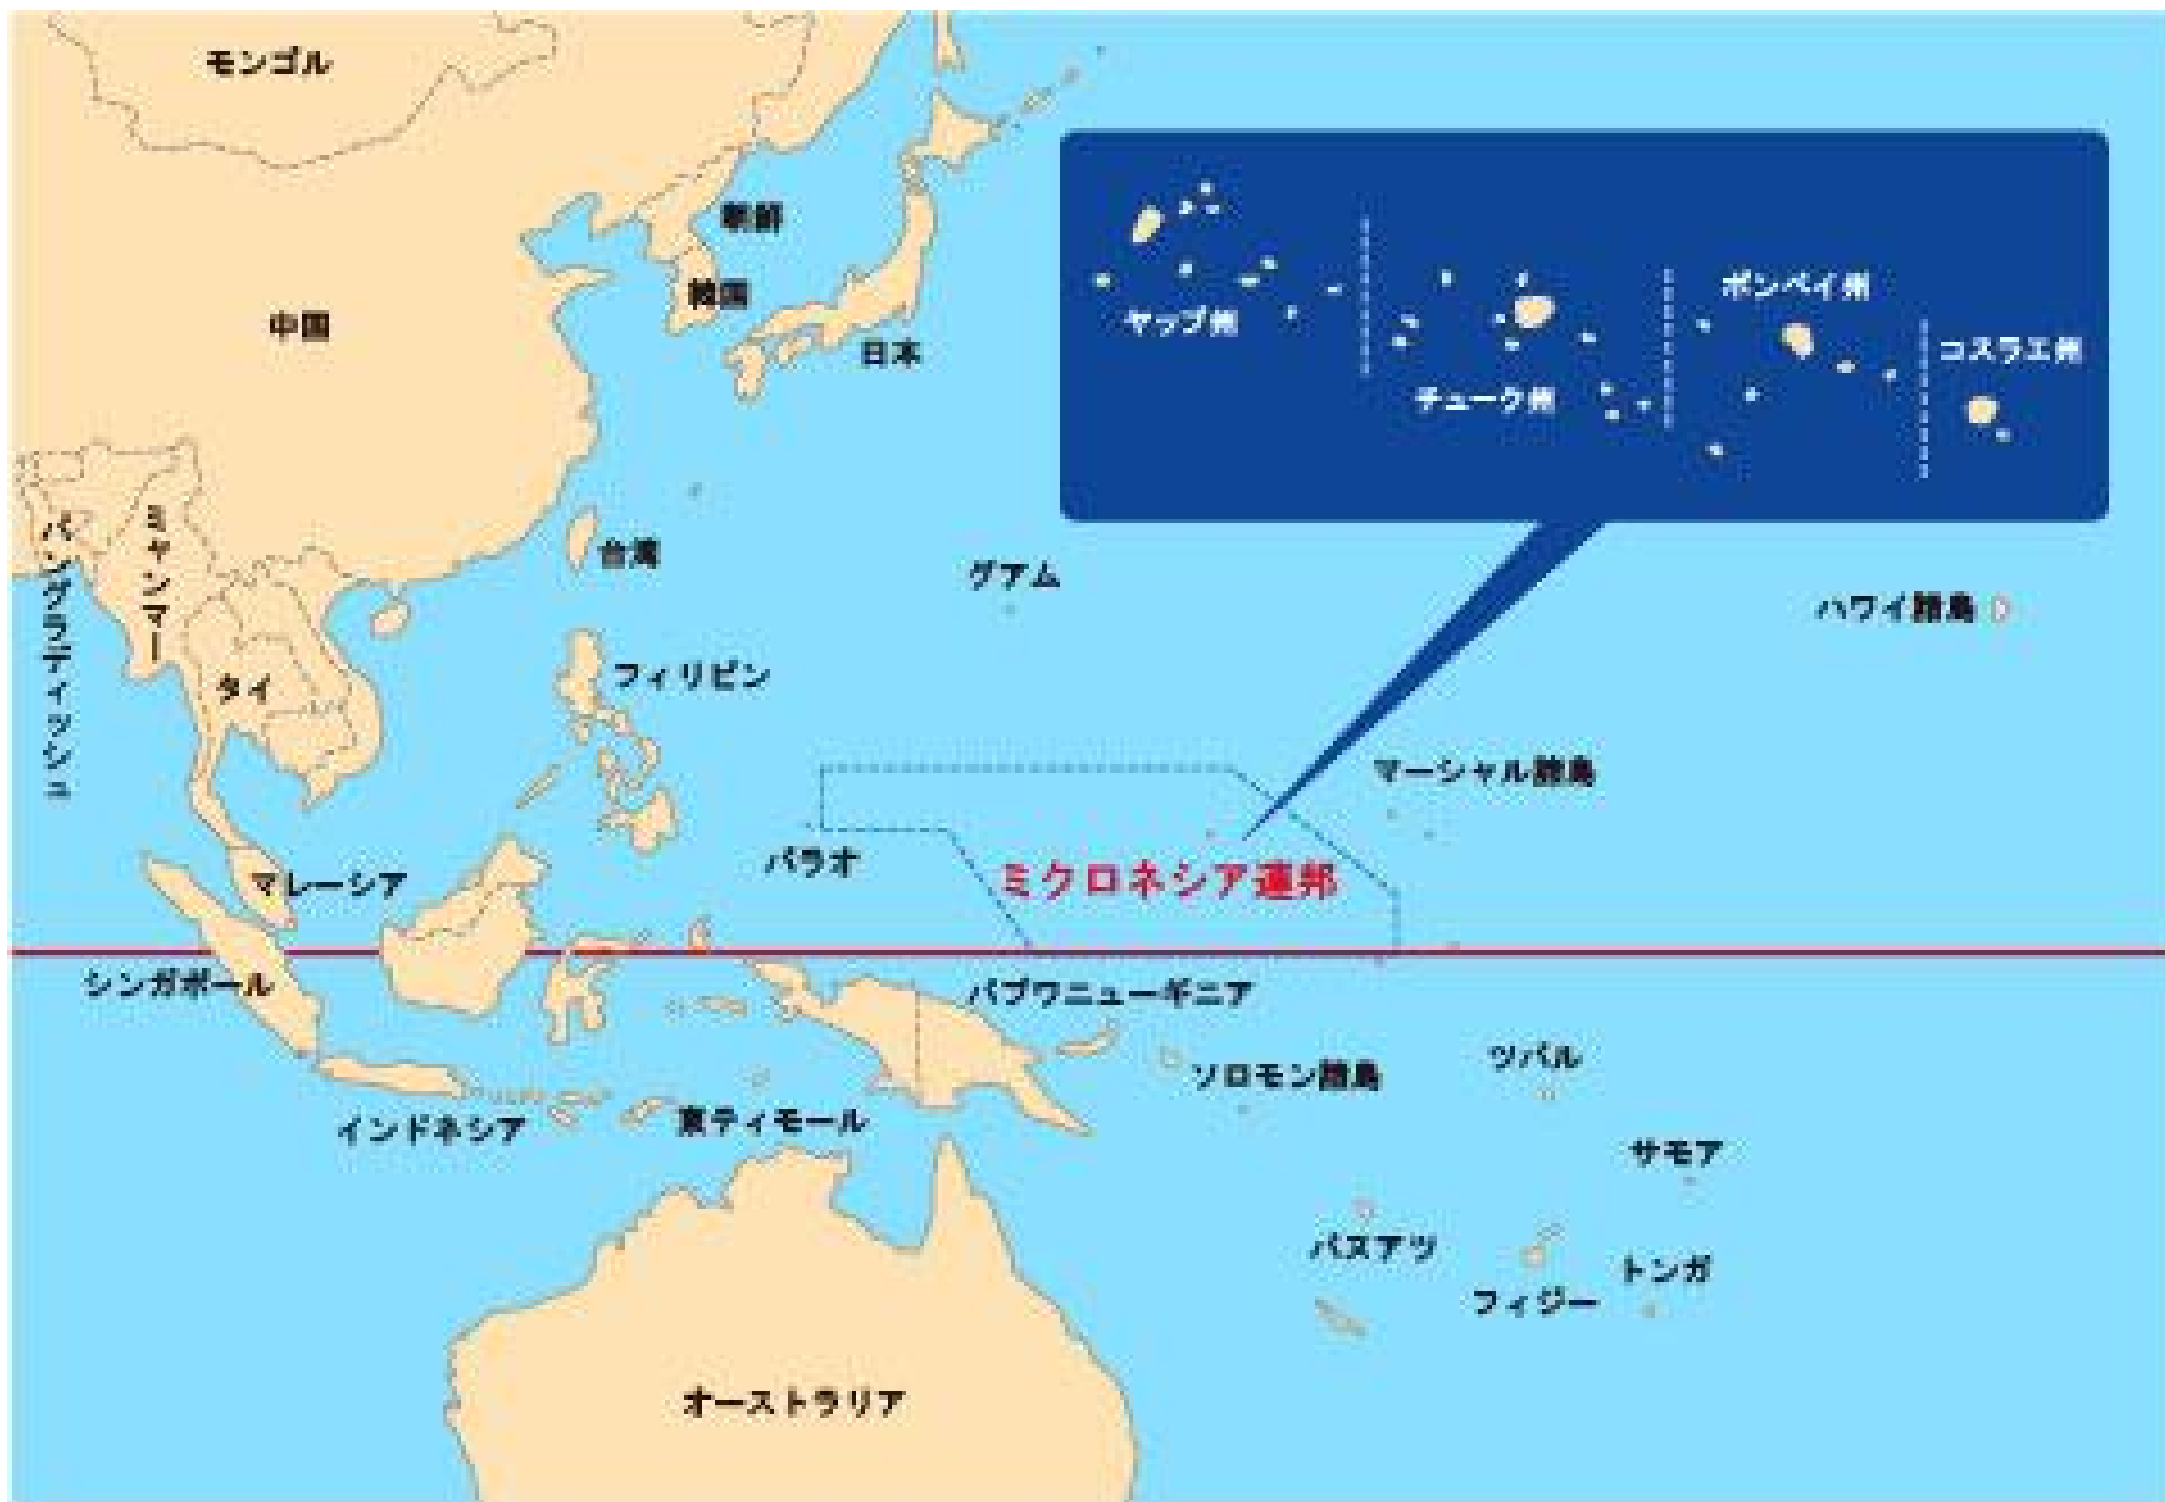 モンゴル
朝鮮
韓国
中国
日本
ヤップ州
チューク州
ポンペイ州
コスラエ州
バングラディッシュ
ミャンマー
台湾
グアム
ハワイ諸島
フィリピン
タイ
マーシャル諸島
パラオ
ミクロネシア連邦
マレーシア
シンガポール
パプワニューギニア
ソロモン諸島
ツバル
インドネシア
東ティモール
サモア
バヌアツ
トンガ
フィジー
オーストラリア